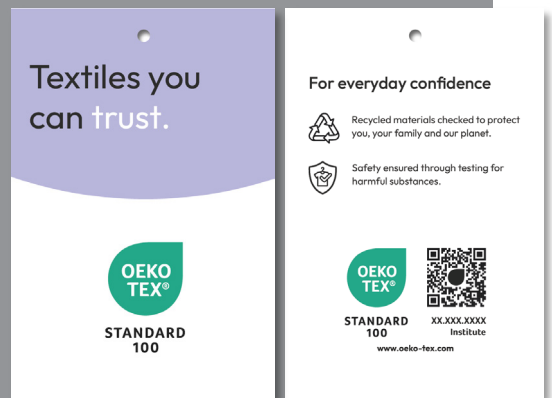 Textiles you
can trust.
OEKO
TEX®
STANDARD
100
For everyday confidence
Recycled materials checked to protect
you, your family and our planet.
Safety ensured through testing for
harmful substances.
OEKO
TEX®
STANDARD
100
XX.XXX.XXXX
Institute
www.oeko-tex.com